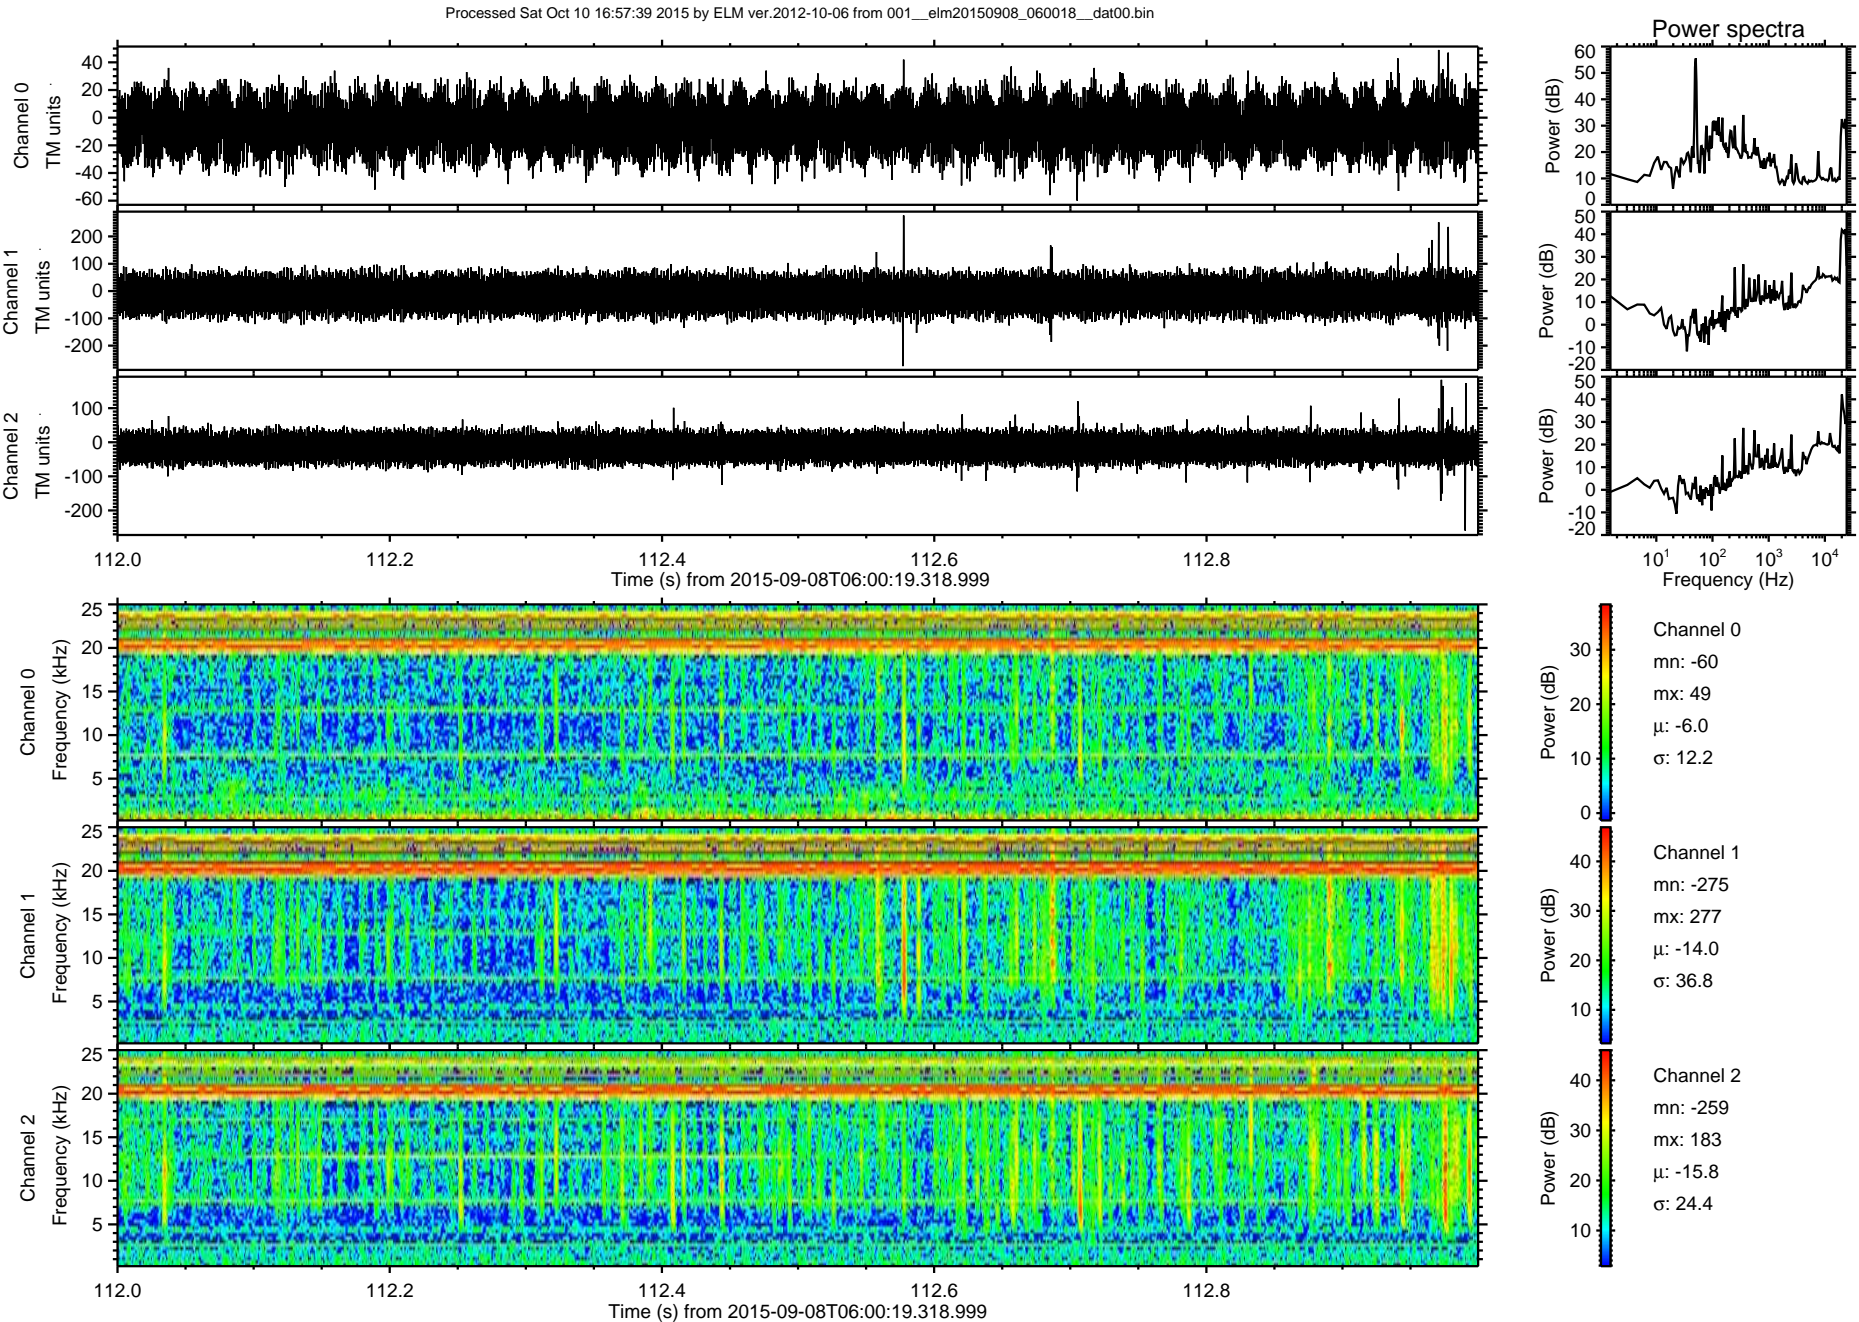 Processed Sat Oct 10 16:57:39 2015 by ELM ver.2012-10-06 from 001__elm20150908_060018__dat00.bin
Power spectra
Channel 0
TM units
40
20
0
-20
-40
-60
Power (dB)
60
50
40
30
20
10
0
Channel 1
TM units
200
100
0
-100
-200
Power (dB)
50
40
30
20
10
0
-10
-20
Channel 2
TM units
100
0
-100
-200
Power (dB)
50
40
30
20
10
0
-10
-20
112.0 112.2 112.4 112.6 112.8
Time (s) from 2015-09-08T06:00:19.318.999
10¹ 10² 10³ 10⁴
Frequency (Hz)
Channel 0
Frequency (kHz)
25
20
15
10
5
Power (dB)
30
20
10
0
Channel 0
mn: -60
mx: 49
μ: -6.0
σ: 12.2
Channel 1
Frequency (kHz)
25
20
15
10
5
Power (dB)
40
30
20
10
Channel 1
mn: -275
mx: 277
μ: -14.0
σ: 36.8
Channel 2
Frequency (kHz)
25
20
15
10
5
Power (dB)
40
30
20
10
Channel 2
mn: -259
mx: 183
μ: -15.8
σ: 24.4
112.0 112.2 112.4 112.6 112.8
Time (s) from 2015-09-08T06:00:19.318.999